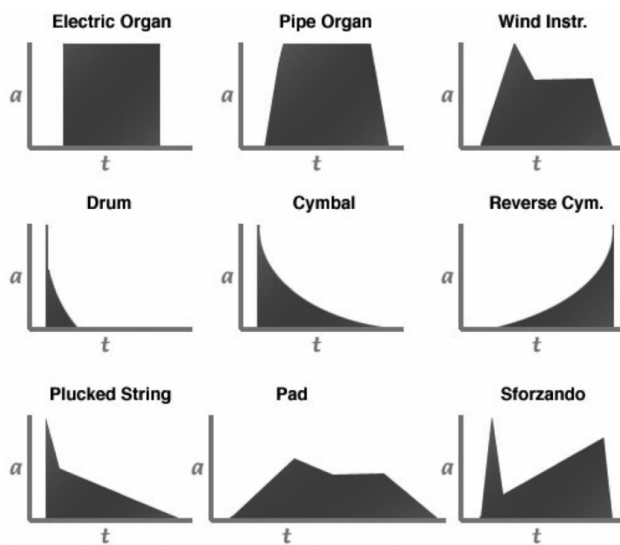 Electric Organ Pipe Organ Wind Instr.
a a a
t t t
Drum Cymbal Reverse Cym.
a a a
t t t
Plucked String Pad Sforzando
a a a
t t t